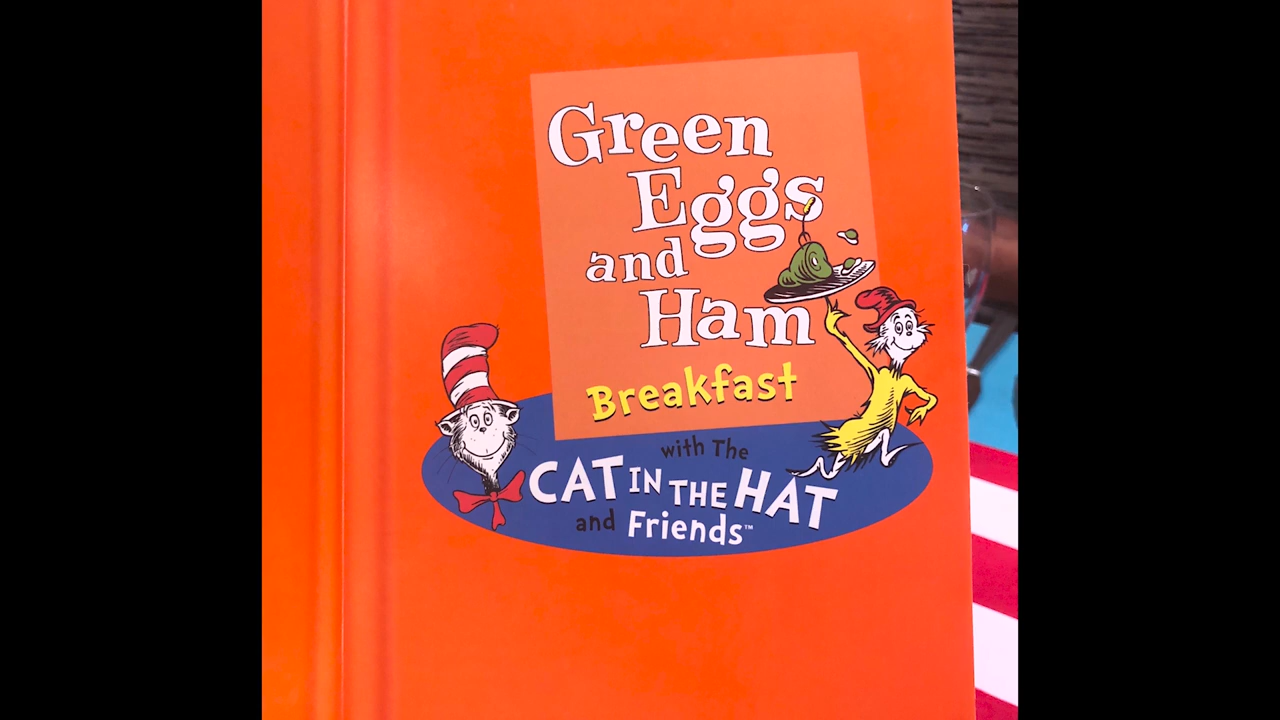 Green
Eggs
and
Ham
Breakfast
with The
CAT IN THE HAT
and Friends™